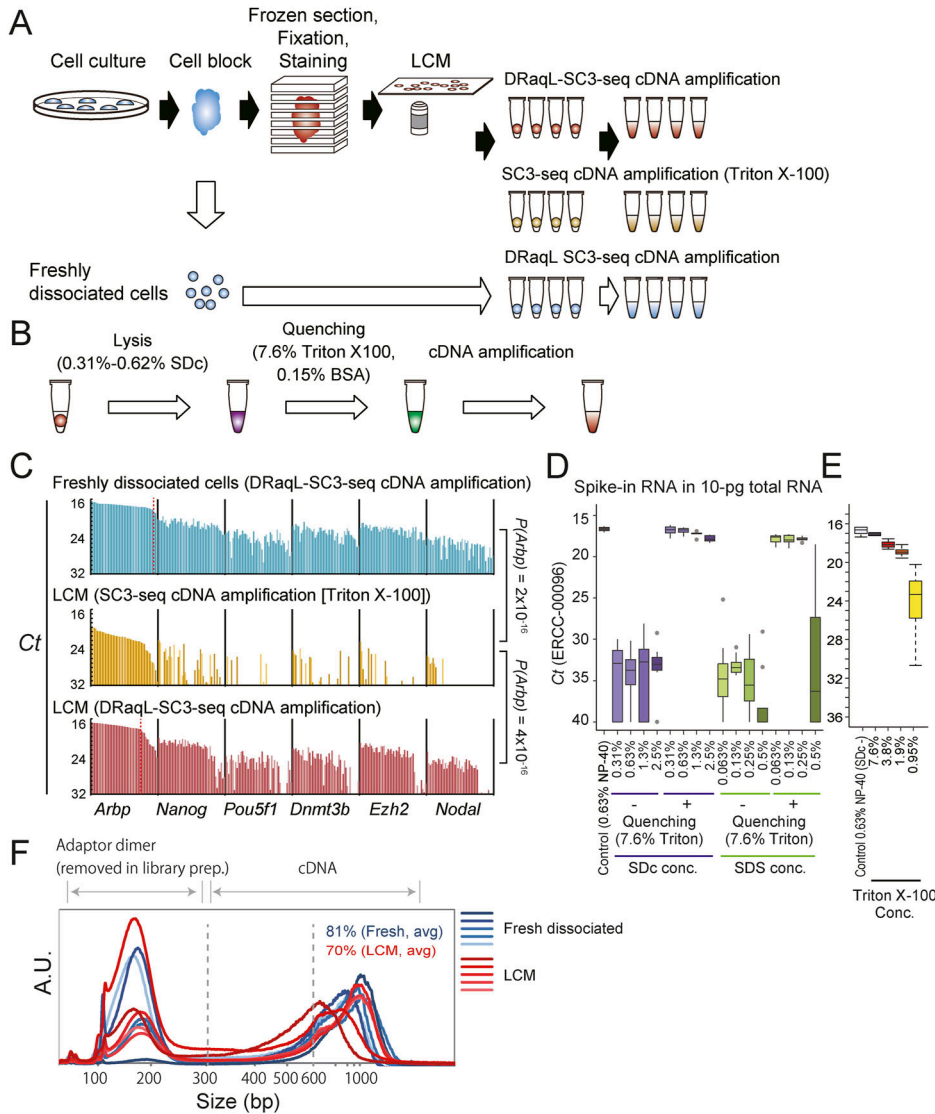 A
Cell culture
Cell block
Frozen section,
Fixation,
Staining
LCM
DRaqL-SC3-seq cDNA amplification
SC3-seq cDNA amplification (Triton X-100)
DRaqL SC3-seq cDNA amplification
Freshly
dissociated cells
B
Lysis
(0.31%-0.62% SDc)
Quenching
(7.6% Triton X100,
0.15% BSA)
cDNA amplification
C
Freshly dissociated cells (DRaqL-SC3-seq cDNA amplification)
16
24
32
LCM (SC3-seq cDNA amplification [Triton X-100])
16
24
32
LCM (DRaqL-SC3-seq cDNA amplification)
16
24
32
Ct
P(Arbp) = 2x10-16
P(Arbp) = 4x10-16
Arbp Nanog Pou5f1 Dnmt3b Ezh2 Nodal
D
Spike-in RNA in 10-pg total RNA
Ct (ERCC-00096)
15
20
25
30
35
40
Control (0.63% NP-40)
0.31%
0.63%
1.3%
2.5%
0.31%
0.63%
1.3%
2.5%
0.063%
0.13%
0.25%
0.5%
0.063%
0.13%
0.25%
0.5%
- + - +
Quenching
(7.6% Triton)
Quenching
(7.6% Triton)
SDc conc.
SDS conc.
E
16
20
24
28
32
36
Control 0.63% NP-40 (SDc -)
7.6%
3.8%
1.9%
0.95%
Triton X-100
Conc.
F
Adaptor dimer
(removed in library prep.)
cDNA
81% (Fresh, avg)
70% (LCM, avg)
Fresh dissociated
LCM
A.U.
100 200 300 400 500 600 1000
Size (bp)